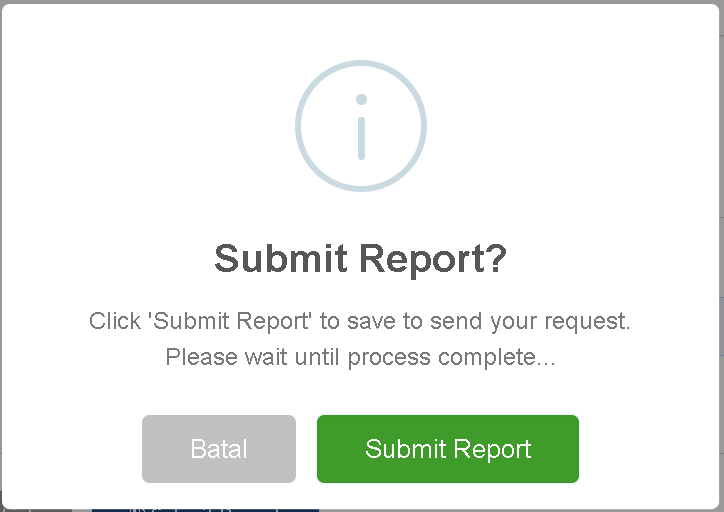 Submit Report?
Click 'Submit Report' to save to send your request.
Please wait until process complete...
Batal
Submit Report